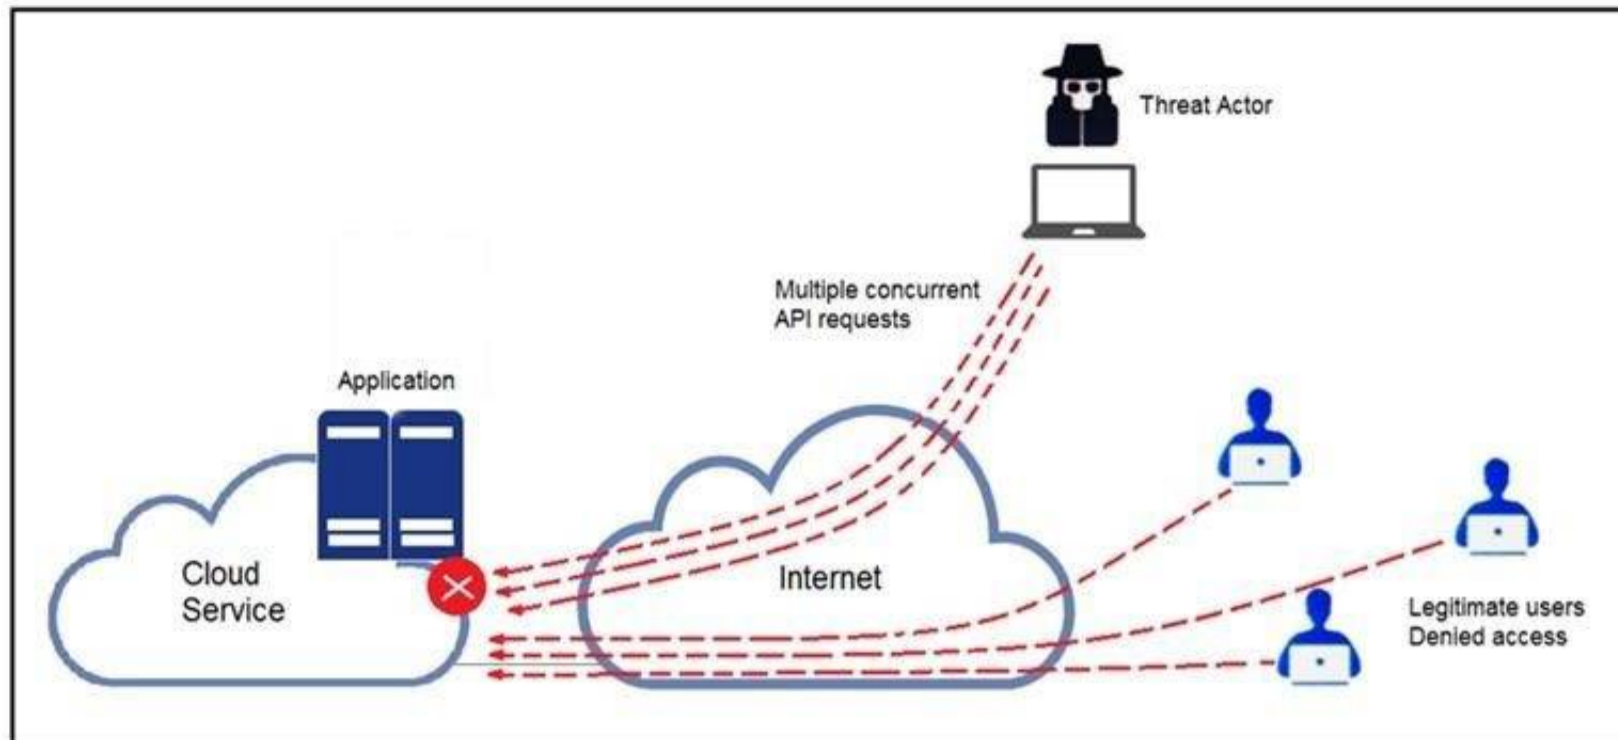 Threat Actor
Multiple concurrent
API requests
Application
Cloud
Service
Internet
Legitimate users
Denied access